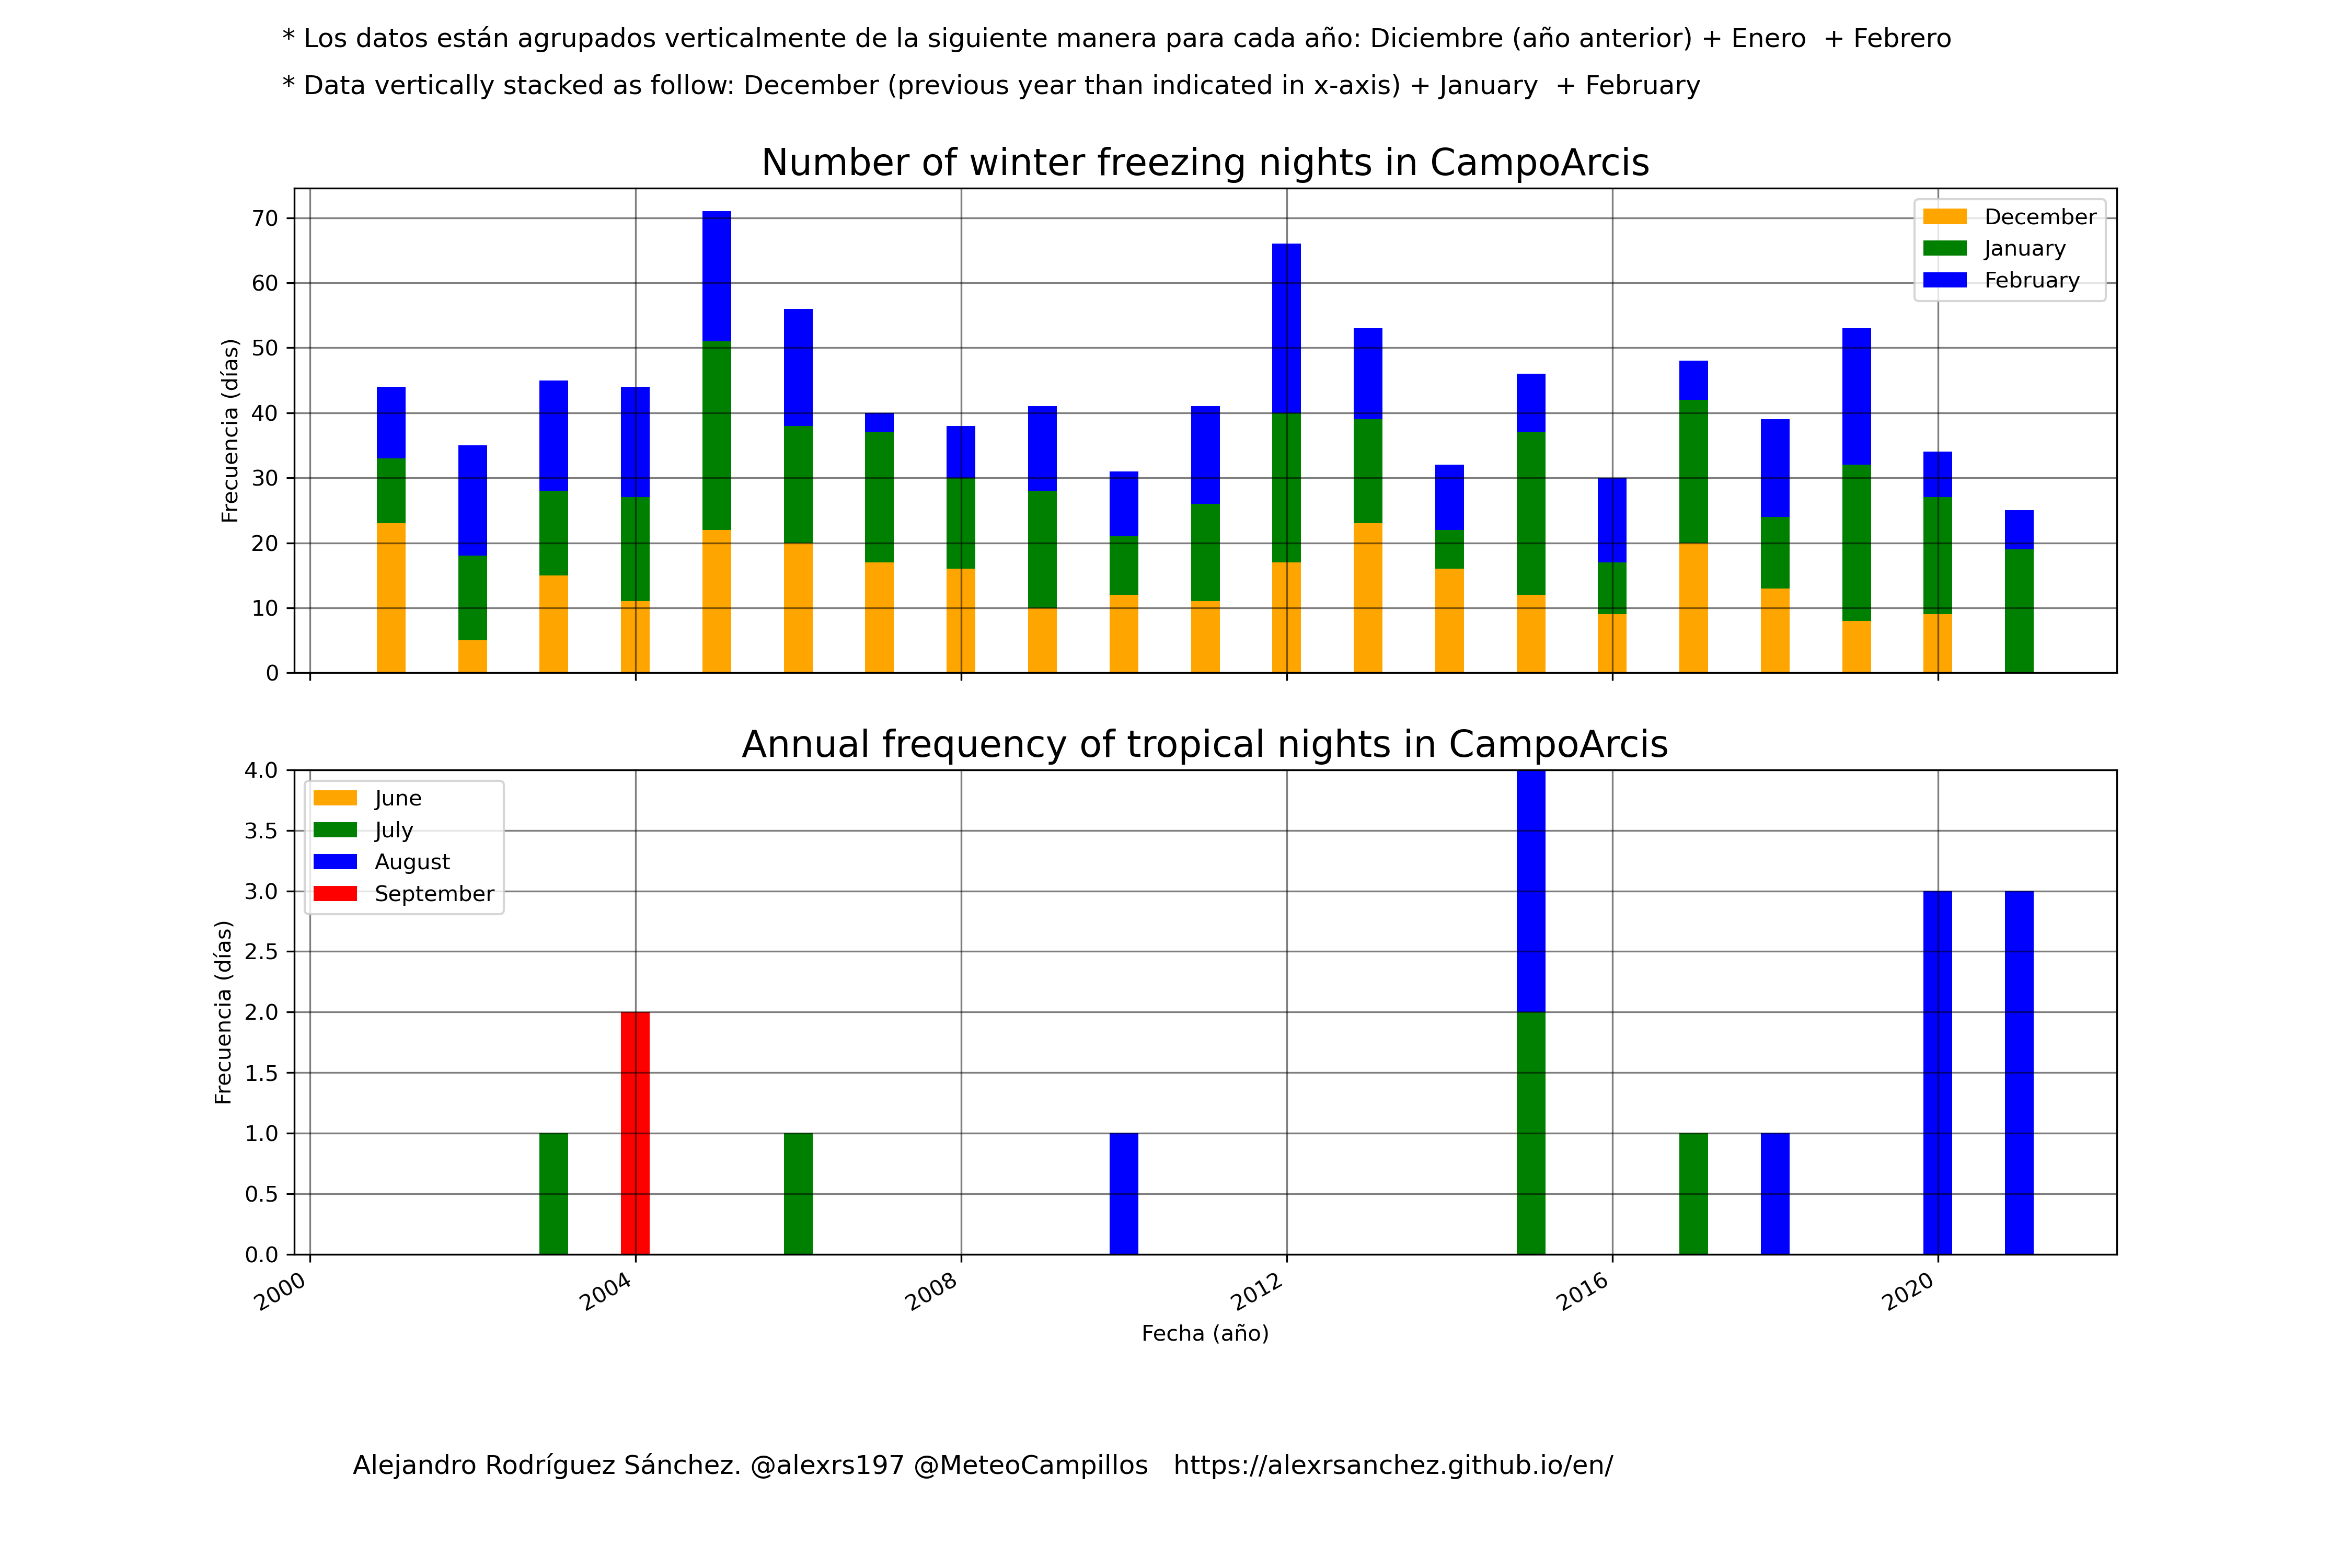 * Los datos están agrupados verticalmente de la siguiente manera para cada año: Diciembre (año anterior) + Enero  + Febrero
* Data vertically stacked as follow: December (previous year than indicated in x-axis) + January  + February
Number of winter freezing nights in CampoArcis
70
60
50
40
30
20
10
0
Frecuencia (días)
December
January
February
Annual frequency of tropical nights in CampoArcis
4.0
3.5
3.0
2.5
2.0
1.5
1.0
0.5
0.0
Frecuencia (días)
June
July
August
September
2000
2004
2008
2012
2016
2020
Fecha (año)
Alejandro Rodríguez Sánchez. @alexrs197 @MeteoCampillos   https://alexrsanchez.github.io/en/